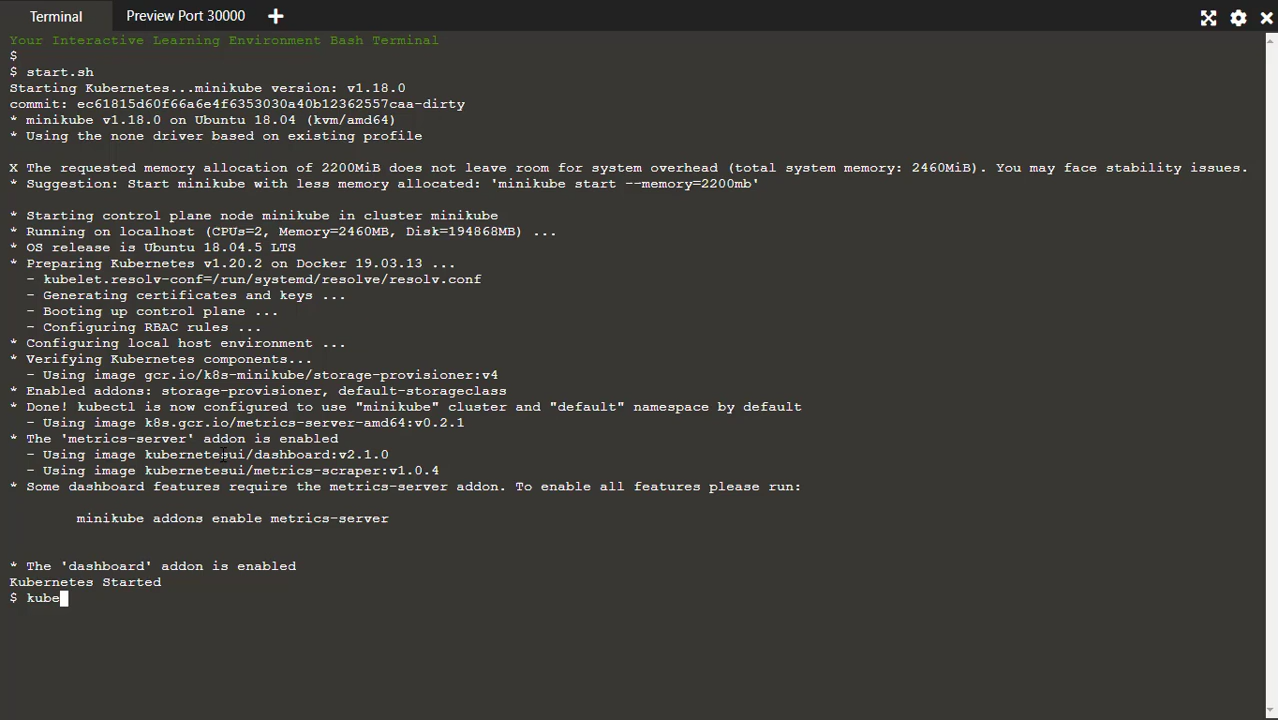 Terminal
Preview Port 30000
Your Interactive Learning Environment Bash Terminal
$
$ start.sh
Starting Kubernetes...minikube version: v1.18.0
commit: ec61815d60f66a6e4f6353030a40b12362557caa-dirty
* minikube v1.18.0 on Ubuntu 18.04 (kvm/amd64)
* Using the none driver based on existing profile
X The requested memory allocation of 2200MiB does not leave room for system overhead (total system memory: 2460MiB). You may face stability issues.
* Suggestion: Start minikube with less memory allocated: 'minikube start --memory=2200mb'
* Starting control plane node minikube in cluster minikube
* Running on localhost (CPUs=2, Memory=2460MB, Disk=194868MB) ...
* OS release is Ubuntu 18.04.5 LTS
* Preparing Kubernetes v1.20.2 on Docker 19.03.13 ...
- kubelet.resolv-conf=/run/systemd/resolve/resolv.conf
- Generating certificates and keys ...
- Booting up control plane ...
- Configuring RBAC rules ...
* Configuring local host environment ...
* Verifying Kubernetes components...
- Using image gcr.io/k8s-minikube/storage-provisioner:v4
* Enabled addons: storage-provisioner, default-storageclass
* Done! kubectl is now configured to use "minikube" cluster and "default" namespace by default
- Using image k8s.gcr.io/metrics-server-amd64:v0.2.1
* The 'metrics-server' addon is enabled
- Using image kubernetesui/dashboard:v2.1.0
- Using image kubernetesui/metrics-scraper:v1.0.4
* Some dashboard features require the metrics-server addon. To enable all features please run:
minikube addons enable metrics-server
* The 'dashboard' addon is enabled
Kubernetes Started
$ kube